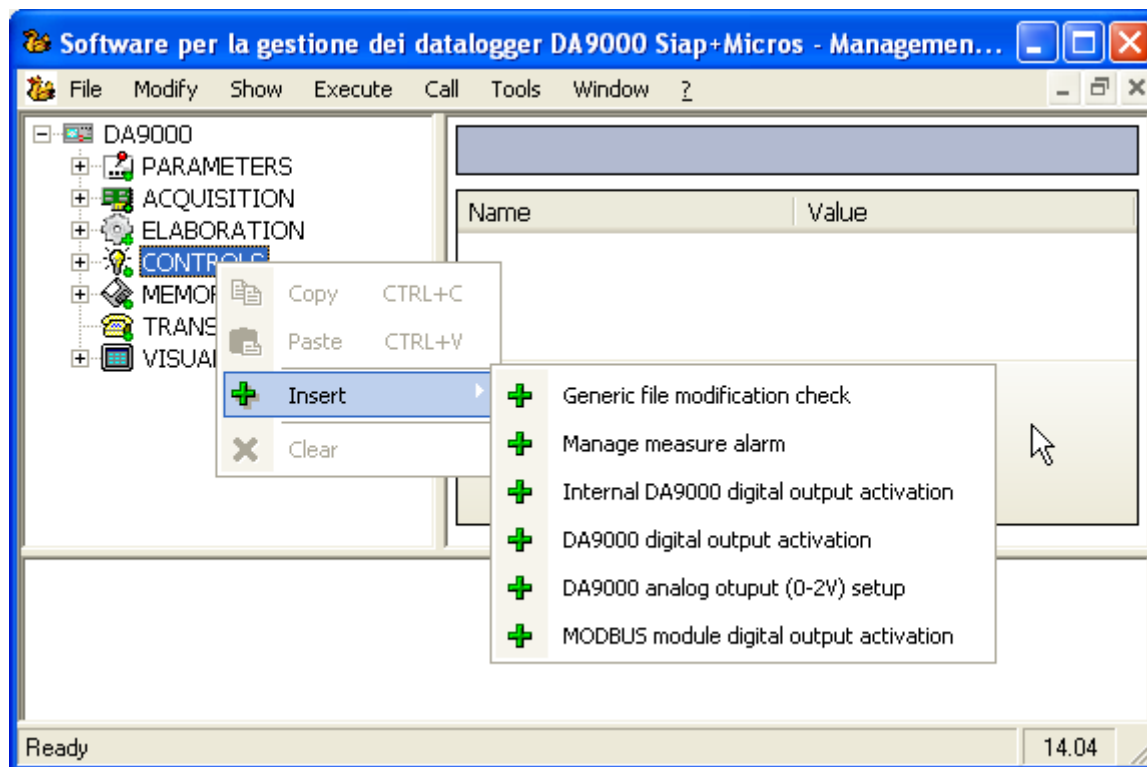 Software per la gestione dei datalogger DA9000 Siap+Micros - Managemen...
File Modify Show Execute Call Tools Window ?
DA9000
PARAMETERS
ACQUISITION
ELABORATION
CONTROLS
MEMOR
TRANS
VISUAL
Name Value
Copy CTRL+C
Paste CTRL+V
Insert
Clear
Generic file modification check
Manage measure alarm
Internal DA9000 digital output activation
DA9000 digital output activation
DA9000 analog otuput (0-2V) setup
MODBUS module digital output activation
Ready 14.04